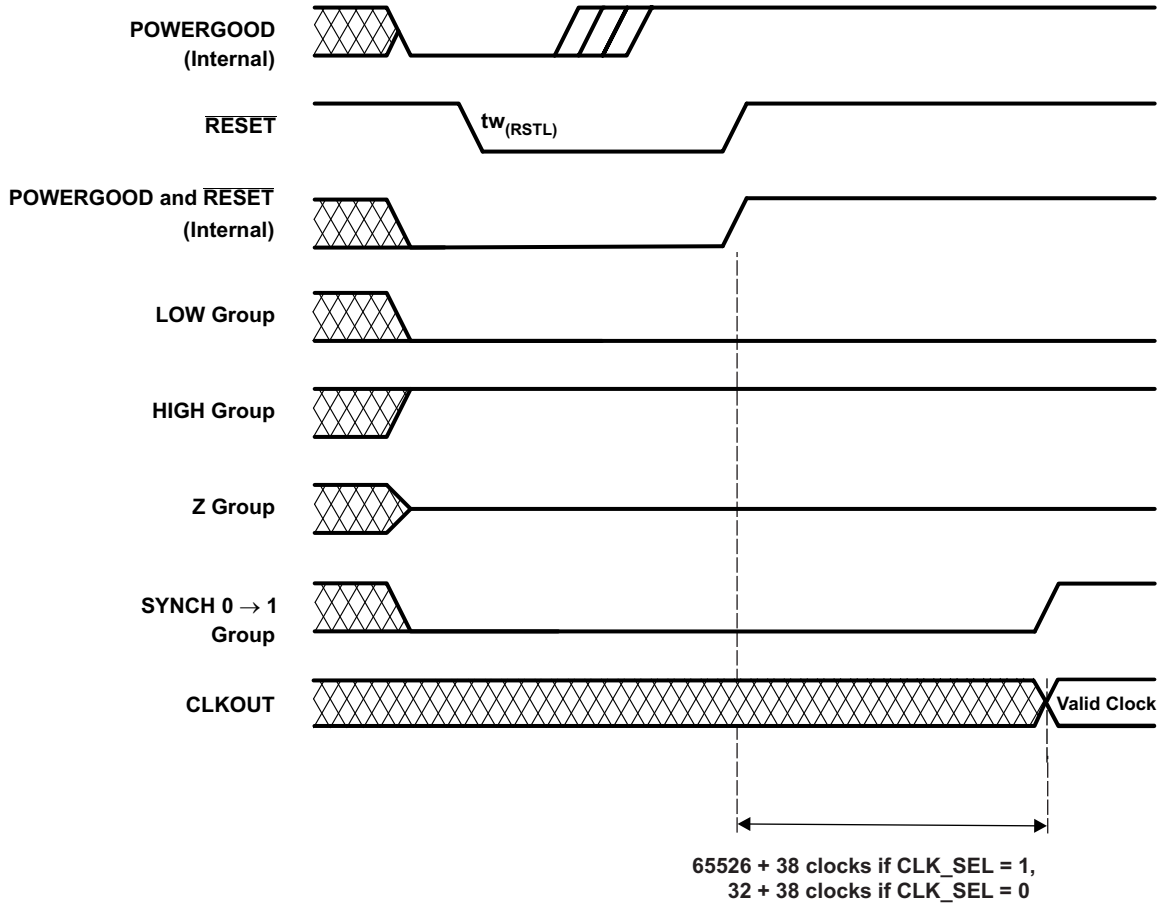 POWERGOOD
(Internal)
RESET
tw(RSTL)
POWERGOOD and RESET
(Internal)
LOW Group
HIGH Group
Z Group
SYNCH 0 → 1
Group
CLKOUT
Valid Clock
65526 + 38 clocks if CLK_SEL = 1,
32 + 38 clocks if CLK_SEL = 0